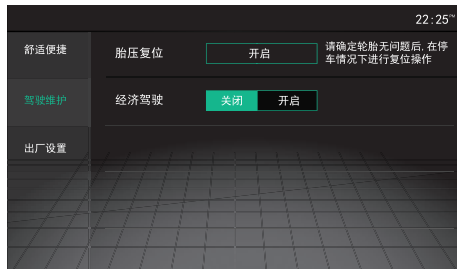 22:25
舒适便捷
胎压复位
开启
请确定轮胎无问题后,在停
车情况下进行复位操作
驾驶维护
经济驾驶
关闭
开启
出厂设置